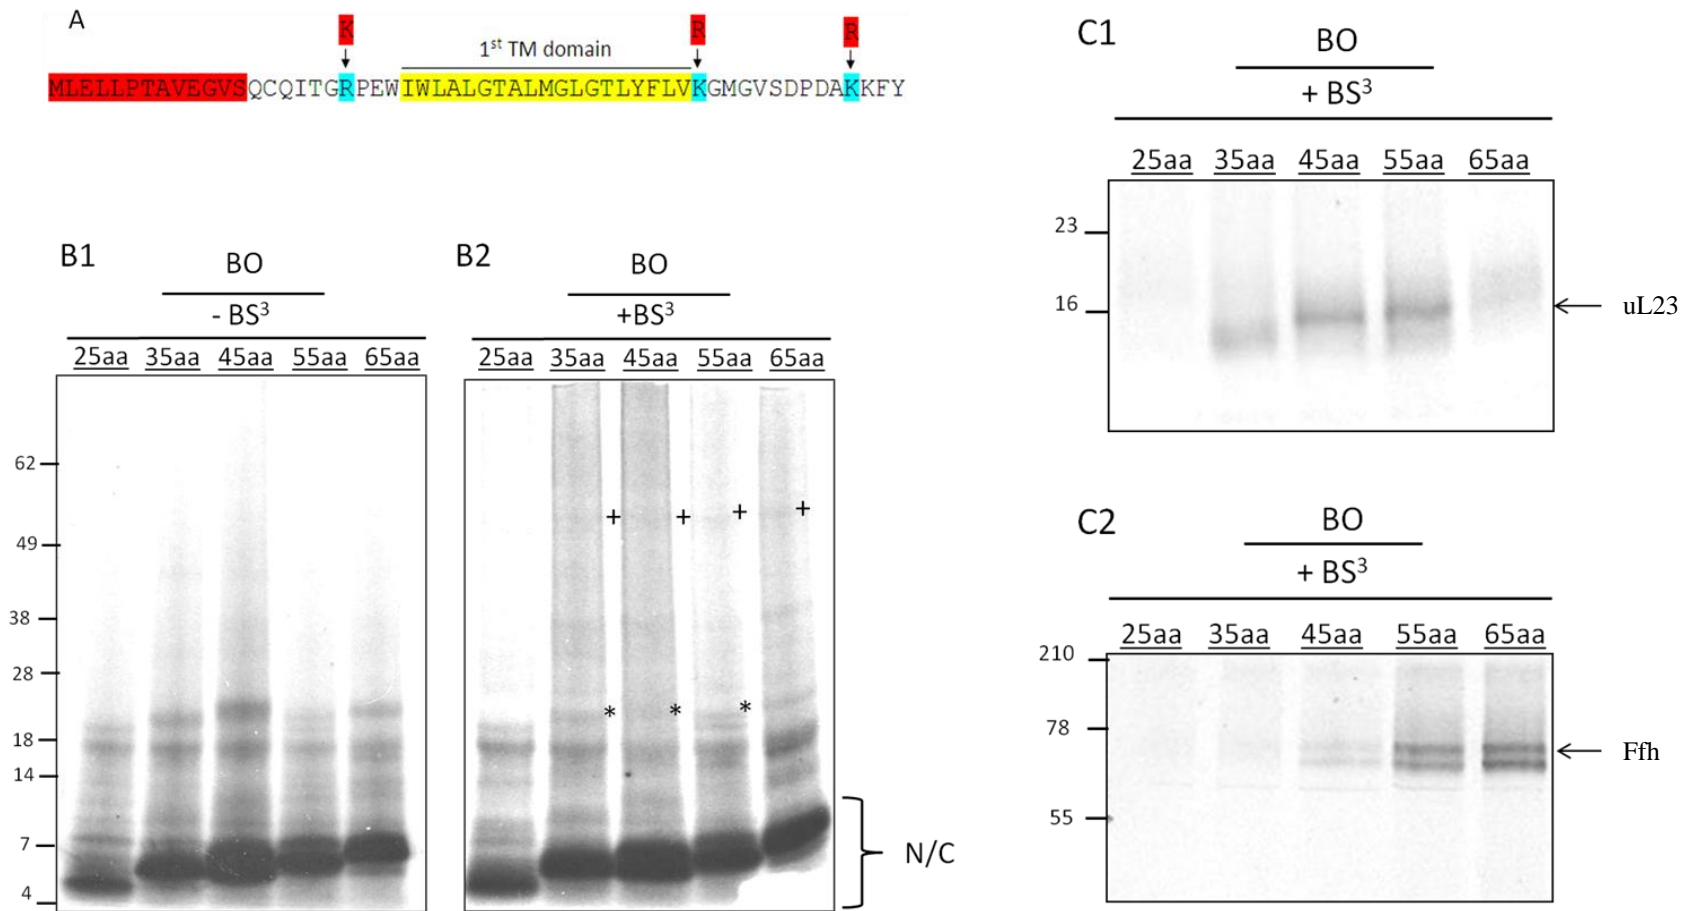 A
K
R
R
1st TM domain
MLELLPTAVEGVSQCQITGRPEWIWLALGTALMGLGTLYFLVKGMGVSDPDAKKFY
B1
BO
- BS3
25aa 35aa 45aa 55aa 65aa
62
49
38
28
18
14
7
4
B2
BO
+BS3
25aa 35aa 45aa 55aa 65aa
+ + + +
* * *
N/C
C1
BO
+ BS3
25aa 35aa 45aa 55aa 65aa
23
16
uL23
C2
BO
+ BS3
25aa 35aa 45aa 55aa 65aa
210
78
55
Ffh